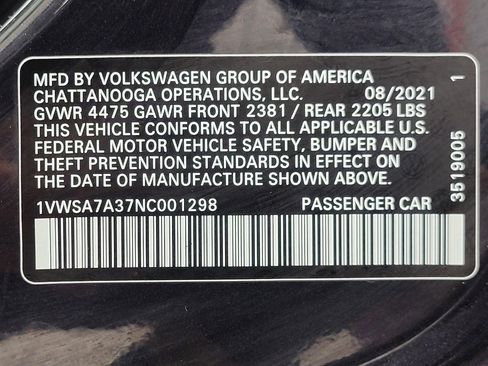 MFD BY VOLKSWAGEN GROUP OF AMERICA
CHATTANOOGA OPERATIONS, LLC. 08/2021
GVWR 4475 GAWR FRONT 2381 / REAR 2205 LBS
THIS VEHICLE CONFORMS TO ALL APPLICABLE U.S.
FEDERAL MOTOR VEHICLE SAFETY, BUMPER AND
THEFT PREVENTION STANDARDS IN EFFECT ON
THE DATE OF MANUFACTURE SHOWN ABOVE.
1VWSA7A37NC001298 PASSENGER CAR
3519005 1